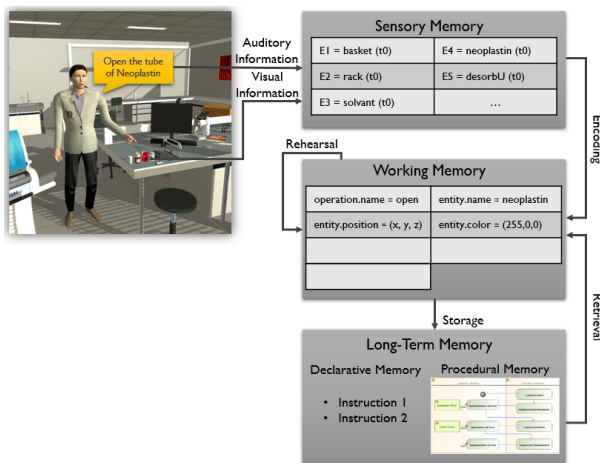 Open the tube
of Neoplastin
Auditory
Information
Visual
Information
Sensory Memory
E1 = basket (t0)
E4 = neoplastin (t0)
E2 = rack (t0)
E5 = desorbU (t0)
E3 = solvant (t0)
...
Encoding
Rehearsal
Working Memory
operation.name = open
entity.name = neoplastin
entity.position = (x, y, z)
entity.color = (255,0,0)
Retrieval
Storage
Long-Term Memory
Declarative Memory
Procedural Memory
• Instruction 1
• Instruction 2